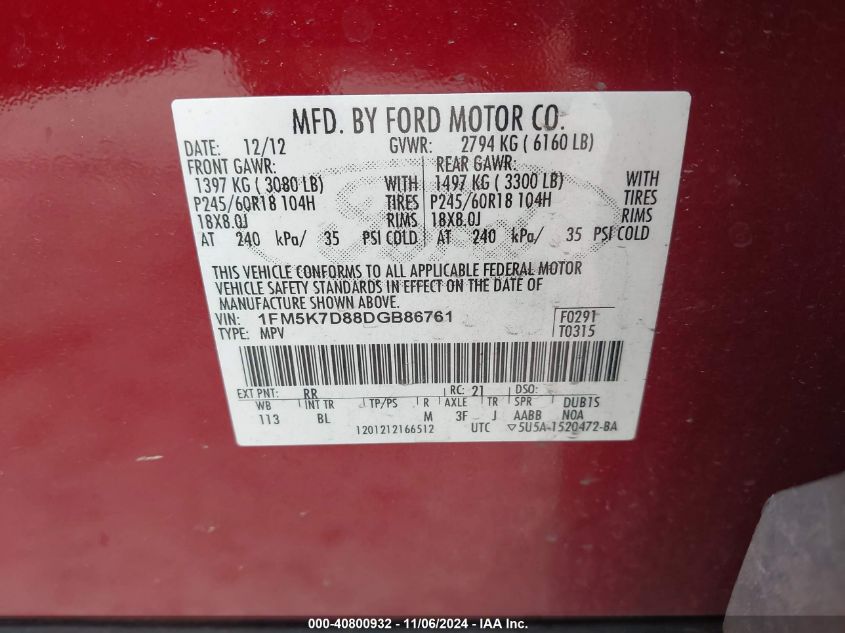 MFD. BY FORD MOTOR CO.
DATE: 12/12 GVWR: 2794 KG ( 6160 LB)
FRONT GAWR: REAR GAWR:
1397 KG ( 3080 LB) WITH 1497 KG ( 3300 LB) WITH
P245/60R18 104H TIRES P245/60R18 104H TIRES
18X8.0J RIMS 18X8.0J RIMS
AT 240 kPa/ 35 PSI COLD AT 240 kPa/ 35 PSI COLD
THIS VEHICLE CONFORMS TO ALL APPLICABLE FEDERAL MOTOR
VEHICLE SAFETY STANDARDS IN EFFECT ON THE DATE OF
MANUFACTURE SHOWN ABOVE.
VIN: 1FM5K7D88DGB86761 F0291
TYPE: MPV T0315
EXT PNT: RR RC: 21 DSO:
WB INT TR TP/PS R AXLE TR SPR DUB1S
113 BL M 3F J AABB NOA
1201212166512 UTC ▽5U5A-1520472-BA
000-40800932 - 11/06/2024 - IAA Inc.